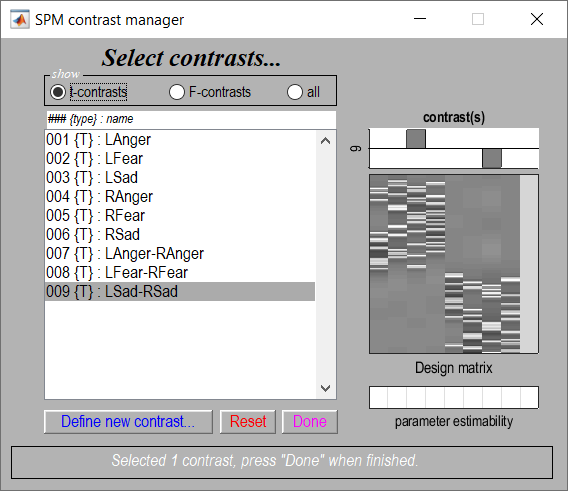 SPM contrast manager
Select contrasts...
show
t-contrasts
F-contrasts
all
### {type} : name
001 {T} : LAnger
002 {T} : LFear
003 {T} : LSad
004 {T} : RAnger
005 {T} : RFear
006 {T} : RSad
007 {T} : LAnger-RAnger
008 {T} : LFear-RFear
009 {T} : LSad-RSad
contrast(s)
9
Design matrix
parameter estimability
Define new contrast...
Reset
Done
Selected 1 contrast, press "Done" when finished.